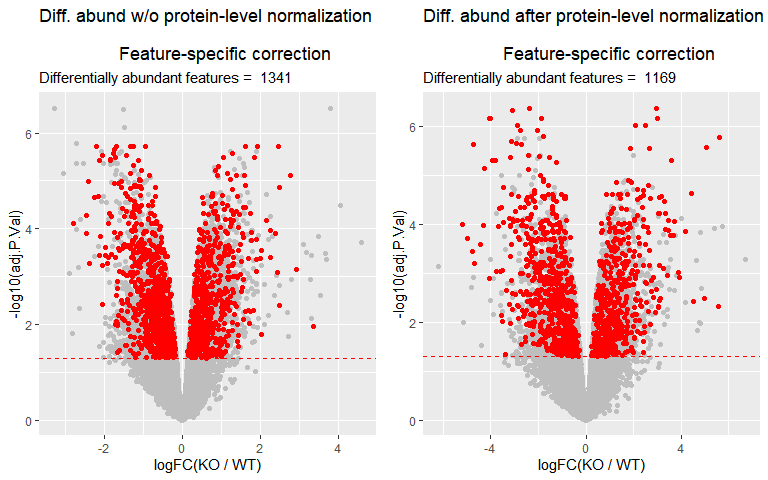 Diff. abund w/o protein-level normalization
Feature-specific correction
Differentially abundant features =  1341
-log10(adj.P.Val)
6
4
2
0
-2
0
2
4
logFC(KO / WT)
Diff. abund after protein-level normalization
Feature-specific correction
Differentially abundant features =  1169
-log10(adj.P.Val)
6
4
2
0
-4
0
4
logFC(KO / WT)